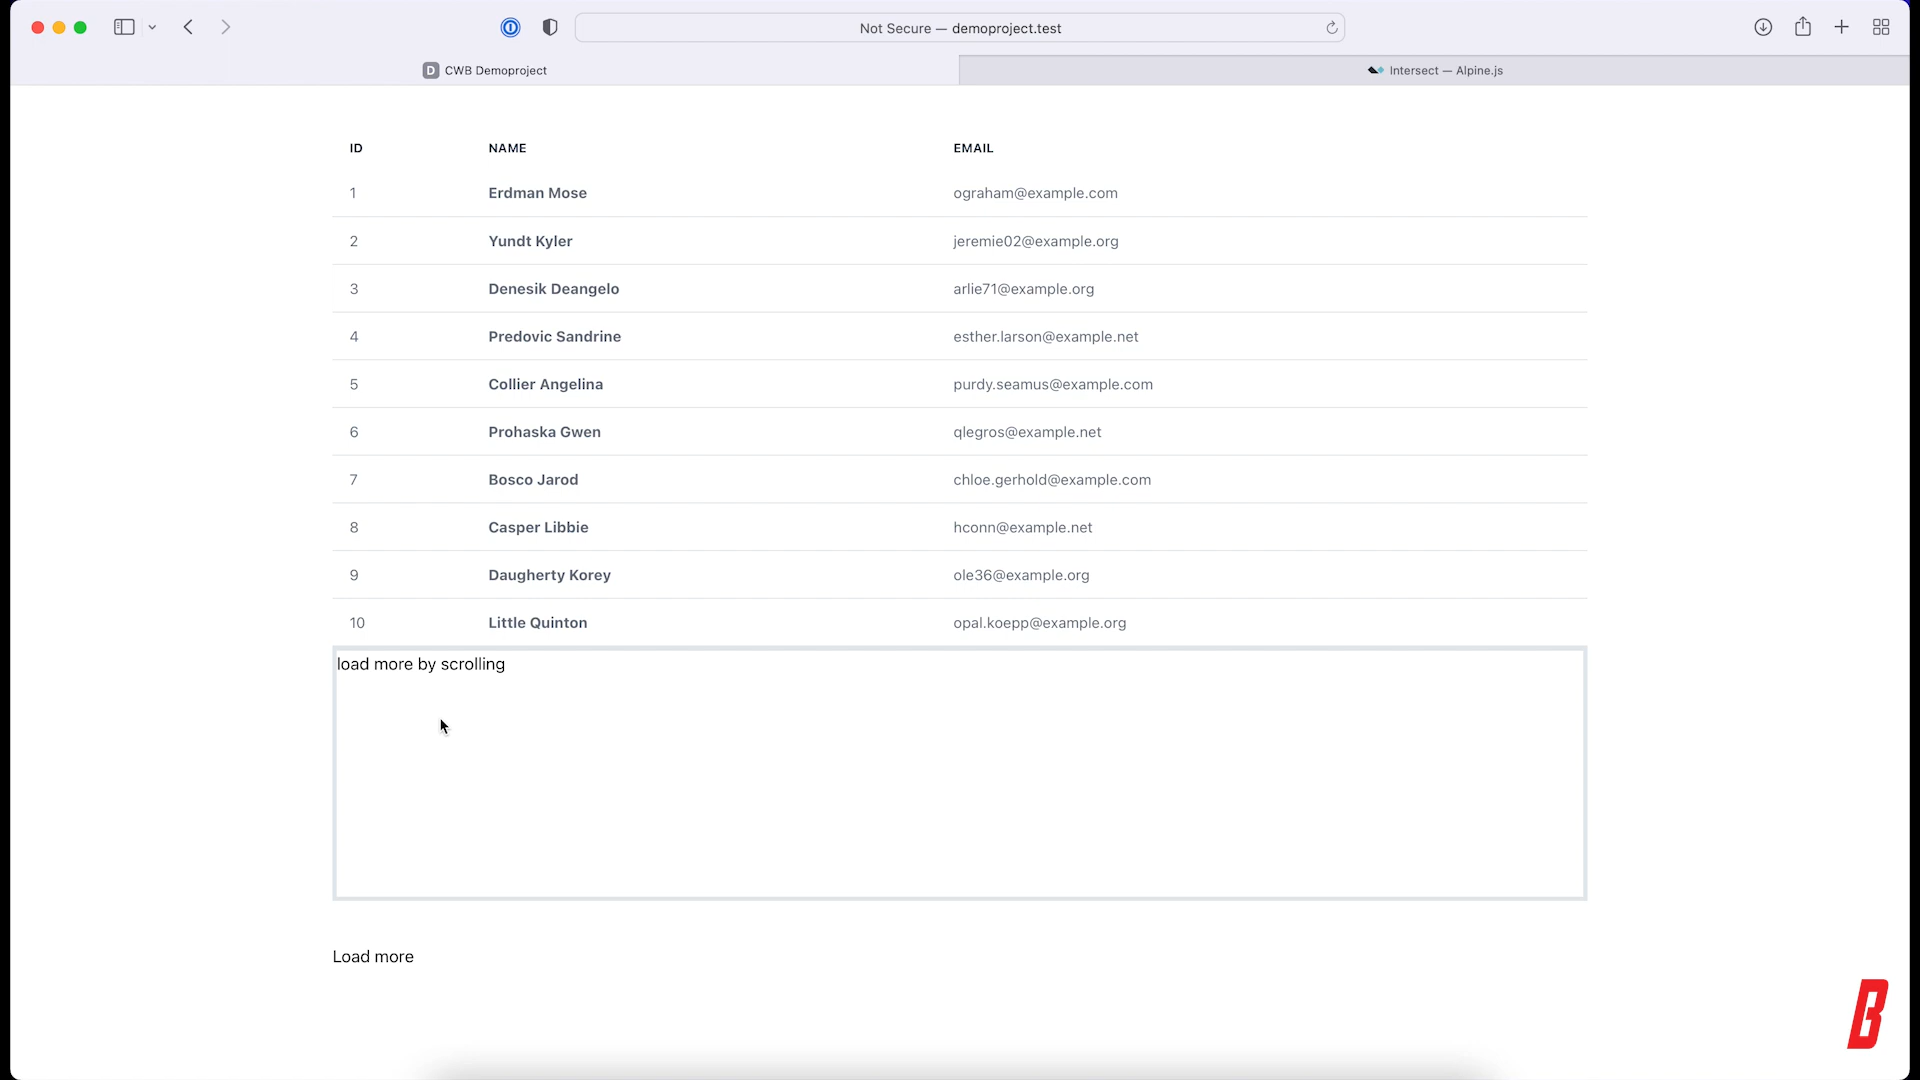 Not Secure — demoproject.test
D CWB Demoproject
Intersect — Alpine.js
ID NAME EMAIL
1 Erdman Mose ograham@example.com
2 Yundt Kyler jeremie02@example.org
3 Denesik Deangelo arlie71@example.org
4 Predovic Sandrine esther.larson@example.net
5 Collier Angelina purdy.seamus@example.com
6 Prohaska Gwen qlegros@example.net
7 Bosco Jarod chloe.gerhold@example.com
8 Casper Libbie hconn@example.net
9 Daugherty Korey ole36@example.org
10 Little Quinton opal.koepp@example.org
load more by scrolling
Load more
B